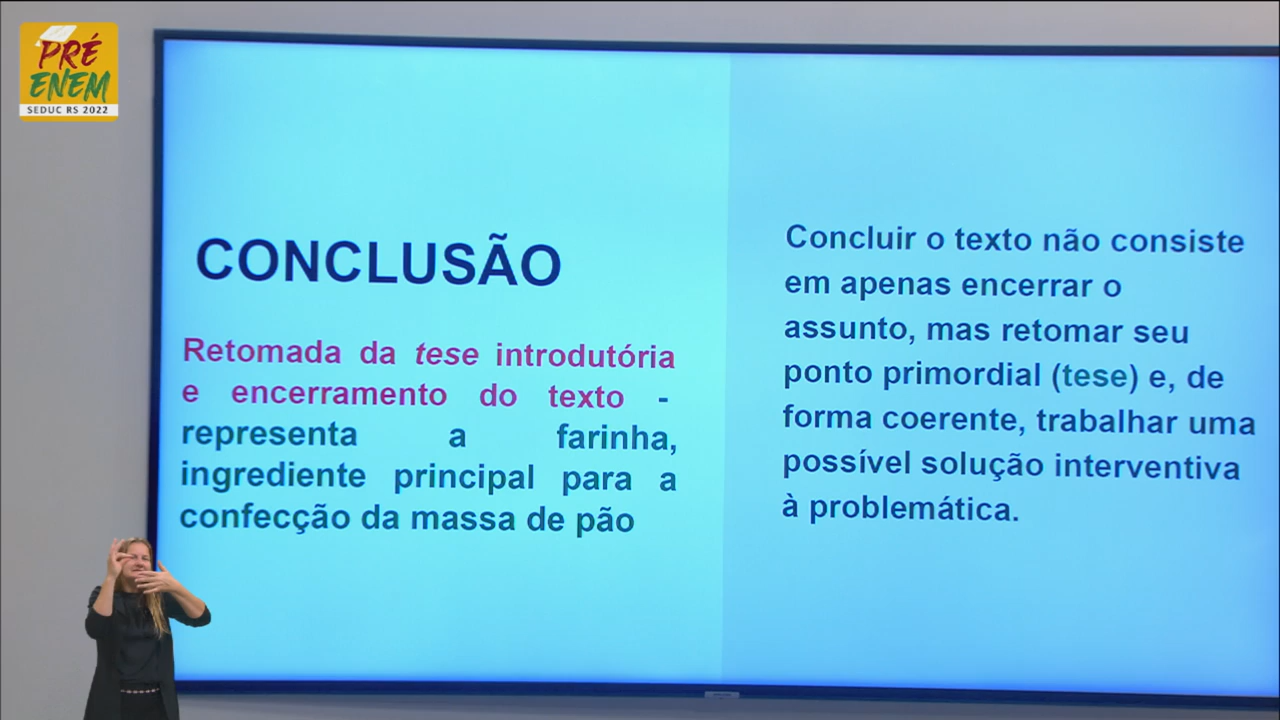 PRÉ
ENEM
SEDUC RS 2022
CONCLUSÃO
Retomada da tese introdutória
e encerramento do texto -
representa a farinha,
ingrediente principal para a
confecção da massa de pão
Concluir o texto não consiste
em apenas encerrar o
assunto, mas retomar seu
ponto primordial (tese) e, de
forma coerente, trabalhar uma
possível solução interventiva
à problemática.